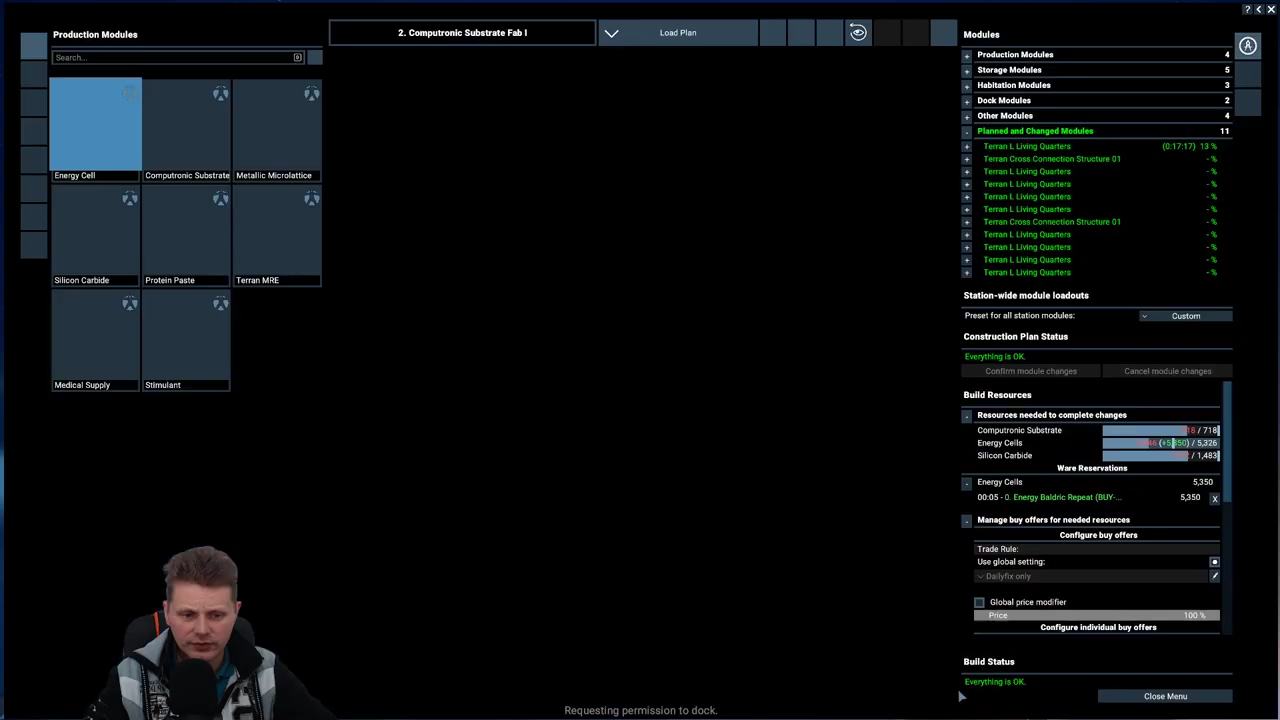 Production Modules
Search...
Energy Cell
Computronic Substrate
Metallic Microlattice
Silicon Carbide
Protein Paste
Terran MRE
Medical Supply
Stimulant
2. Computronic Substrate Fab I
Load Plan
Modules
Production Modules 4
Storage Modules 5
Habitation Modules 3
Dock Modules 2
Other Modules 4
Planned and Changed Modules 11
Terran L Living Quarters (0:17:17) 13 %
Terran Cross Connection Structure 01 - %
Terran L Living Quarters - %
Terran L Living Quarters - %
Terran L Living Quarters - %
Terran L Living Quarters - %
Terran Cross Connection Structure 01 - %
Terran L Living Quarters - %
Terran L Living Quarters - %
Terran L Living Quarters - %
Terran L Living Quarters - %
Station-wide module loadouts
Preset for all station modules: Custom
Construction Plan Status
Everything is OK.
Confirm module changes Cancel module changes
Build Resources
Resources needed to complete changes
Computronic Substrate / 718
Energy Cells (+5,350) / 5,326
Silicon Carbide / 1,483
Ware Reservations
Energy Cells 5,350
00:05 - 0. Energy Baldric Repeat (BUY-... 5,350 X
Manage buy offers for needed resources
Configure buy offers
Trade Rule:
Use global setting:
Dailyfix only
Global price modifier
Price 100 %
Configure individual buy offers
Build Status
Everything is OK.
Close Menu
Requesting permission to dock.